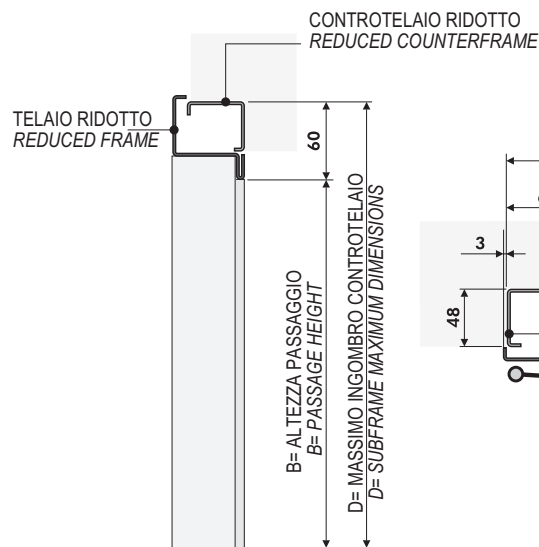 CONTROTELAIO RIDOTTO
REDUCED COUNTERFRAME
TELAIO RIDOTTO
REDUCED FRAME
60
B= ALTEZZA PASSAGGIO
B= PASSAGE HEIGHT
D= MASSIMO INGOMBRO CONTROTELAIO
D= SUBFRAME MAXIMUM DIMENSIONS
3
48